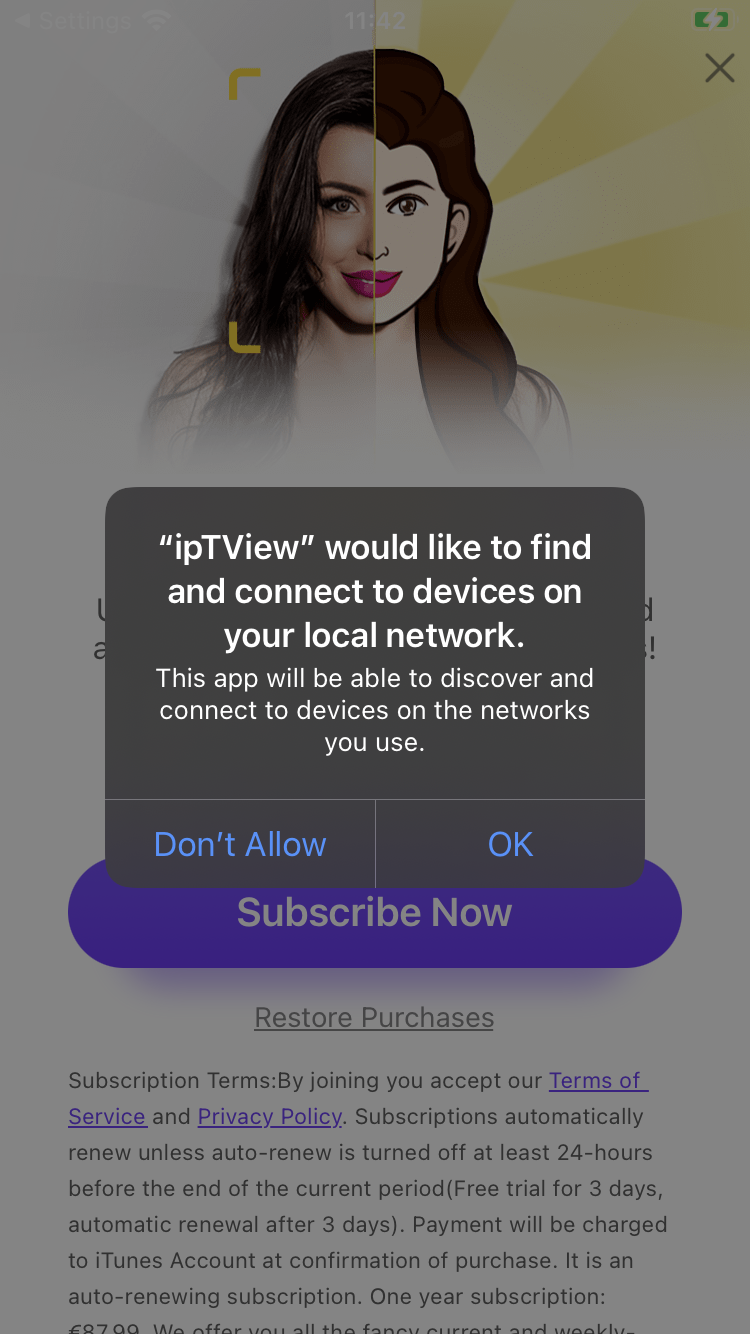 Settings
11:42
“ipTView” would like to find
and connect to devices on
your local network.
This app will be able to discover and
connect to devices on the networks
you use.
Don’t Allow
OK
Subscribe Now
Restore Purchases
Subscription Terms:By joining you accept our Terms of
Service and Privacy Policy. Subscriptions automatically
renew unless auto-renew is turned off at least 24-hours
before the end of the current period(Free trial for 3 days,
automatic renewal after 3 days). Payment will be charged
to iTunes Account at confirmation of purchase. It is an
auto-renewing subscription. One year subscription:
€87.99. We offer you all the fancy current and weekly-